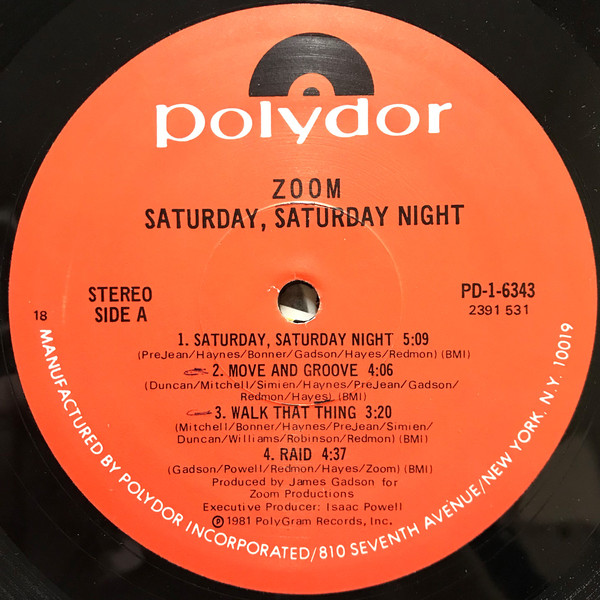 polydor
ZOOM
SATURDAY, SATURDAY NIGHT
STEREO
SIDE A
PD-1-6343
2391 531
18
1. SATURDAY, SATURDAY NIGHT 5:09
(PreJean/Haynes/Bonner/Gadson/Hayes/Redmon) (BMI)
2. MOVE AND GROOVE 4:06
(Duncan/Mitchell/Simien/Haynes/PreJean/Gadson/
Redmon/Hayes) (BMI)
3. WALK THAT THING 3:20
(Mitchell/Bonner/Haynes/PreJean/Simien/
Duncan/Williams/Robinson/Redmon) (BMI)
4. RAID 4:37
(Gadson/Powell/Redmon/Hayes/Zoom) (BMI)
Produced by James Gadson for
Zoom Productions
Executive Producer: Isaac Powell
℗ 1981 PolyGram Records, Inc.
MANUFACTURED BY POLYDOR INCORPORATED/810 SEVENTH AVENUE/NEW YORK. N.Y. 10019